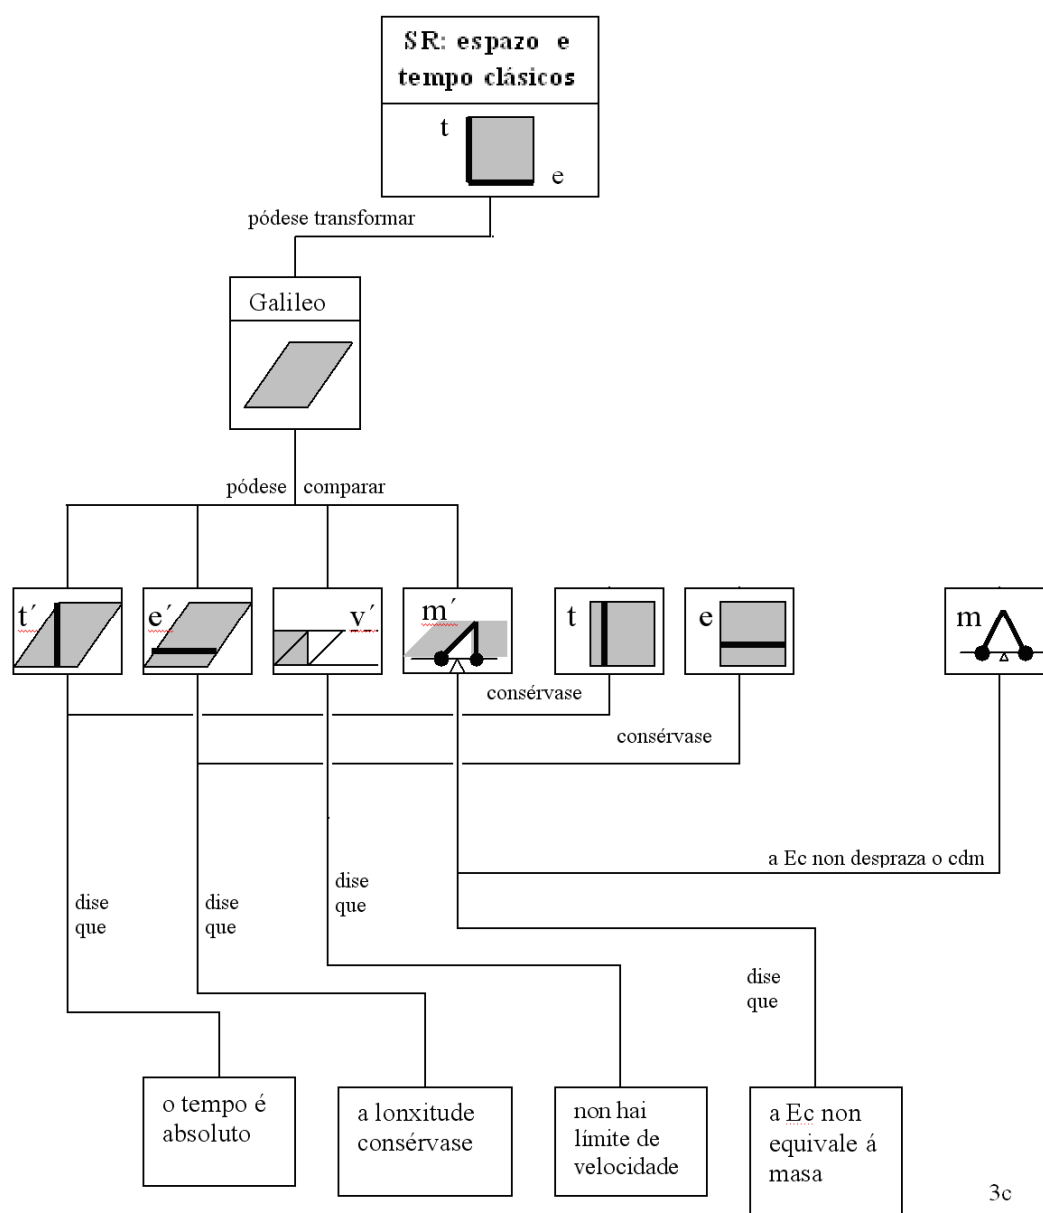 SR: espazo e
tempo clásicos
t
e
pódese transformar
Galileo
pódese comparar
t´
e´
v´
m´
t
e
m
consérvase
consérvase
a Ec non despraza o cdm
dise
que
dise
que
dise
que
dise
que
o tempo é
absoluto
a lonxitude
consérvase
non hai
límite de
velocidade
a Ec non
equivale á
masa
3c